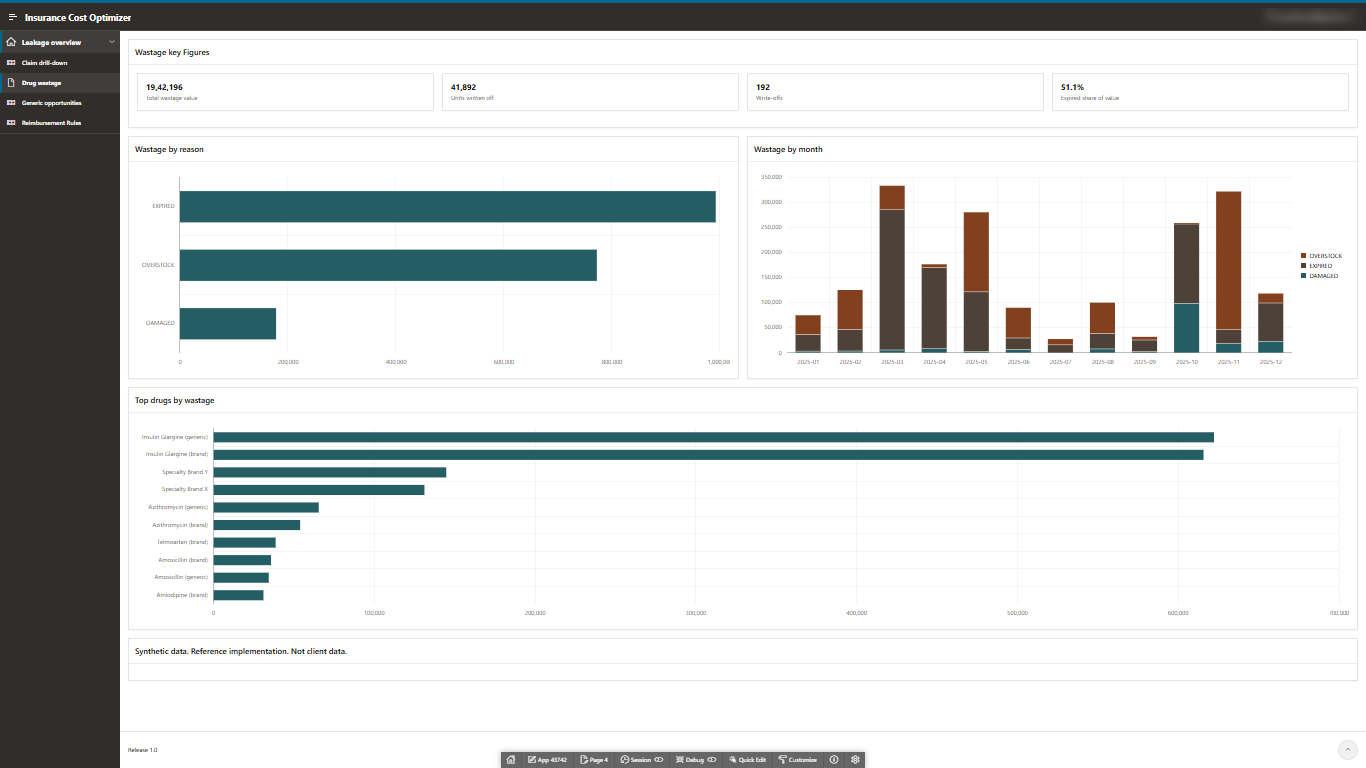 Insurance Cost Optimizer
Leakage overview
Claim drill-down
Drug wastage
Generic opportunities
Reimbursement Rules
Wastage key Figures
19,42,196
Total wastage value
41,892
Units written off
192
Write-offs
51.1%
Expired share of value
Wastage by reason
EXPIRED
OVERSTOCK
DAMAGED
0 200,000 400,000 600,000 800,000 1,000,00
Wastage by month
350,000
300,000
250,000
200,000
150,000
100,000
50,000
0
2025-01 2025-02 2025-03 2025-04 2025-05 2025-06 2025-07 2025-08 2025-09 2025-10 2025-11 2025-12
OVERSTOCK
EXPIRED
DAMAGED
Top drugs by wastage
Insulin Glargine (generic)
Insulin Glargine (brand)
Specialty Brand Y
Specialty Brand X
Azithromycin (generic)
Azithromycin (brand)
Telmisartan (brand)
Amoxicillin (brand)
Amoxicillin (generic)
Amlodipine (brand)
0 100,000 200,000 300,000 400,000 500,000 600,000 700,000
Synthetic data. Reference implementation. Not client data.
Release 1.0
App 43742 Page 4 Session Debug Quick Edit Customize